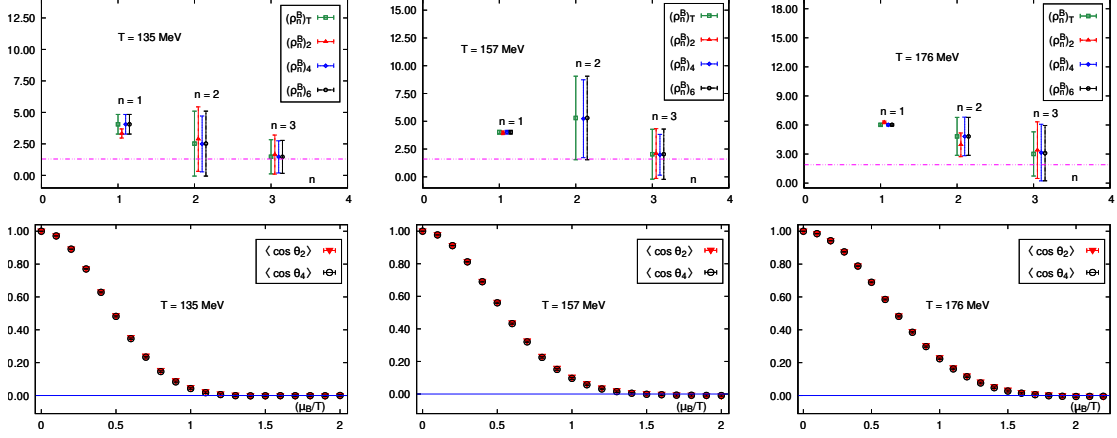 12.50
10.00
7.50
5.00
2.50
0.00
0 1 2 3 4
T = 135 MeV
n = 1
n = 2
n = 3
n
(ρₙᴮ)_T
(ρₙᴮ)₂
(ρₙᴮ)₄
(ρₙᴮ)₆
15.00
12.50
10.00
7.50
5.00
2.50
0.00
0 1 2 3 4
T = 157 MeV
n = 1
n = 2
n = 3
n
(ρₙᴮ)_T
(ρₙᴮ)₂
(ρₙᴮ)₄
(ρₙᴮ)₆
18.00
15.00
12.00
9.00
6.00
3.00
0.00
0 1 2 3 4
T = 176 MeV
n = 1
n = 2
n = 3
n
(ρₙᴮ)_T
(ρₙᴮ)₂
(ρₙᴮ)₄
(ρₙᴮ)₆
1.00
0.80
0.60
0.40
0.20
0.00
0 0.5 1 1.5 2
⟨ cos θ₂ ⟩
⟨ cos θ₄ ⟩
T = 135 MeV
(μ_B/T)
1.00
0.80
0.60
0.40
0.20
0.00
0 0.5 1 1.5 2
⟨ cos θ₂ ⟩
⟨ cos θ₄ ⟩
T = 157 MeV
(μ_B/T)
1.00
0.80
0.60
0.40
0.20
0.00
0 0.5 1 1.5 2
⟨ cos θ₂ ⟩
⟨ cos θ₄ ⟩
T = 176 MeV
(μ_B/T)